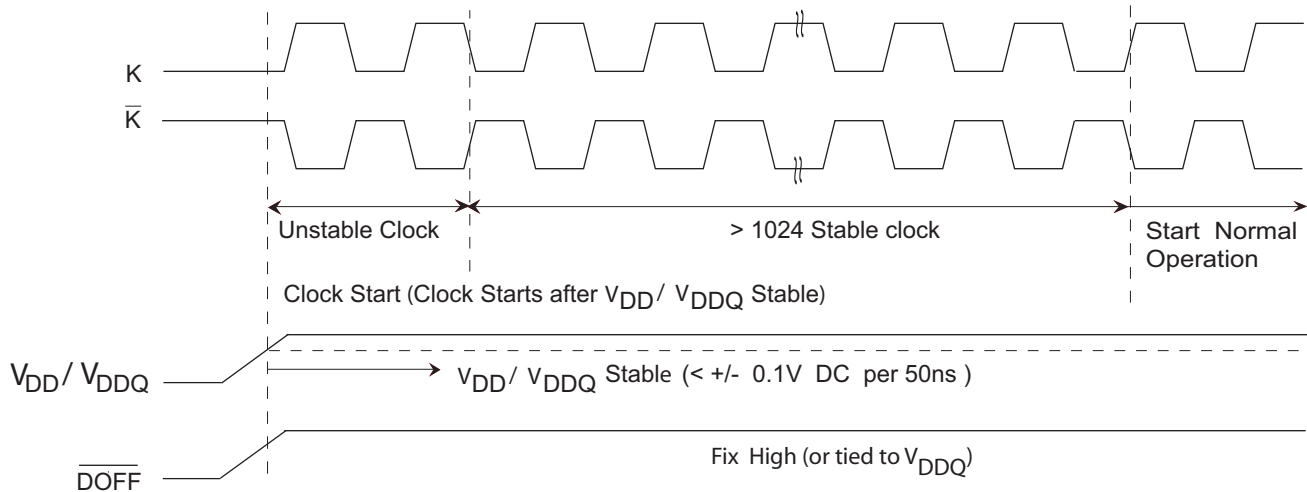 K
K̅
Unstable Clock
> 1024 Stable clock
Start Normal
Operation
Clock Start (Clock Starts after VDD / VDDQ Stable)
VDD / VDDQ
VDD / VDDQ Stable (< +/- 0.1V DC per 50ns )
Fix High (or tied to VDDQ)
D̅O̅F̅F̅